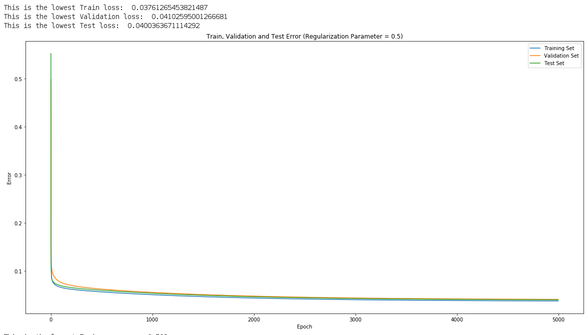 This is the lowest Train loss:  0.03761265453821487
This is the lowest Validation loss:  0.04102595001266681
This is the lowest Test loss:  0.0400363671114292
Train, Validation and Test Error (Regularization Parameter = 0.5)
Training Set
Validation Set
Test Set
0.5
0.4
0.3
0.2
0.1
Error
0
1000
2000
3000
4000
5000
Epoch